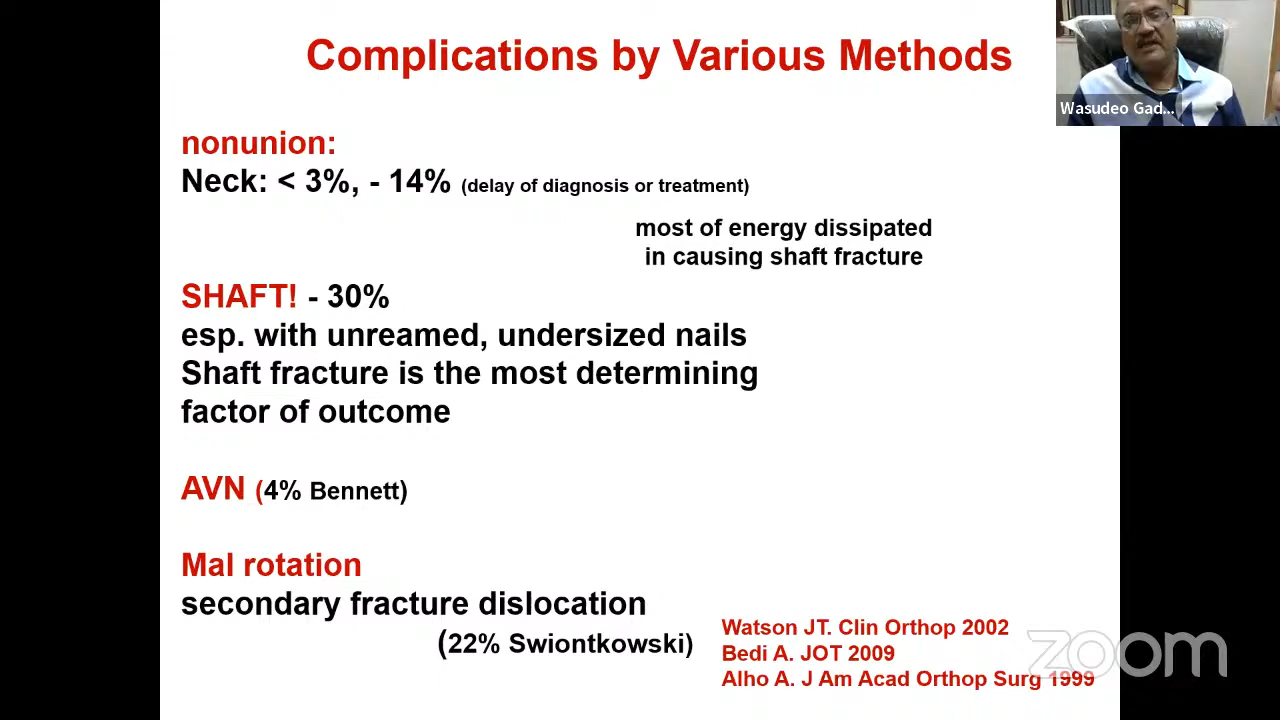 Complications by Various Methods
Wasudeo Gad...
nonunion:
Neck: < 3%, - 14% (delay of diagnosis or treatment)
most of energy dissipated
in causing shaft fracture
SHAFT! - 30%
esp. with unreamed, undersized nails
Shaft fracture is the most determining
factor of outcome
AVN (4% Bennett)
Mal rotation
secondary fracture dislocation
(22% Swiontkowski)
Watson JT. Clin Orthop 2002
Bedi A. JOT 2009
Alho A. J Am Acad Orthop Surg 1999
zoom